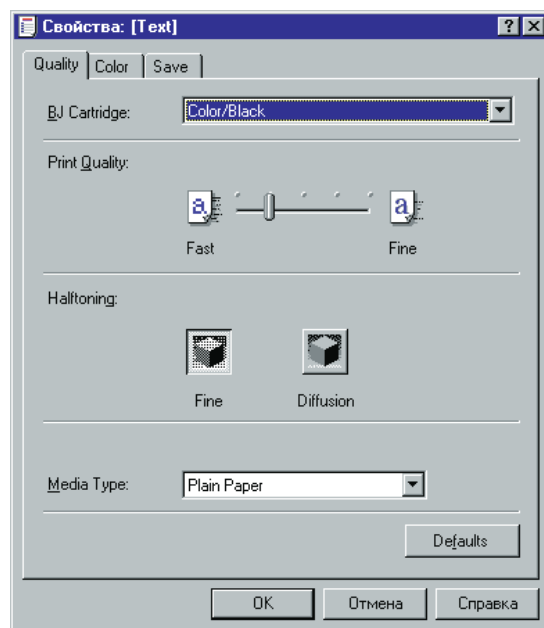 Свойства: [Text]
Quality Color Save
BJ Cartridge: Color/Black
Print Quality:
a a
Fast Fine
Halftoning:
Fine Diffusion
Media Type: Plain Paper
Defaults
OK Отмена Справка